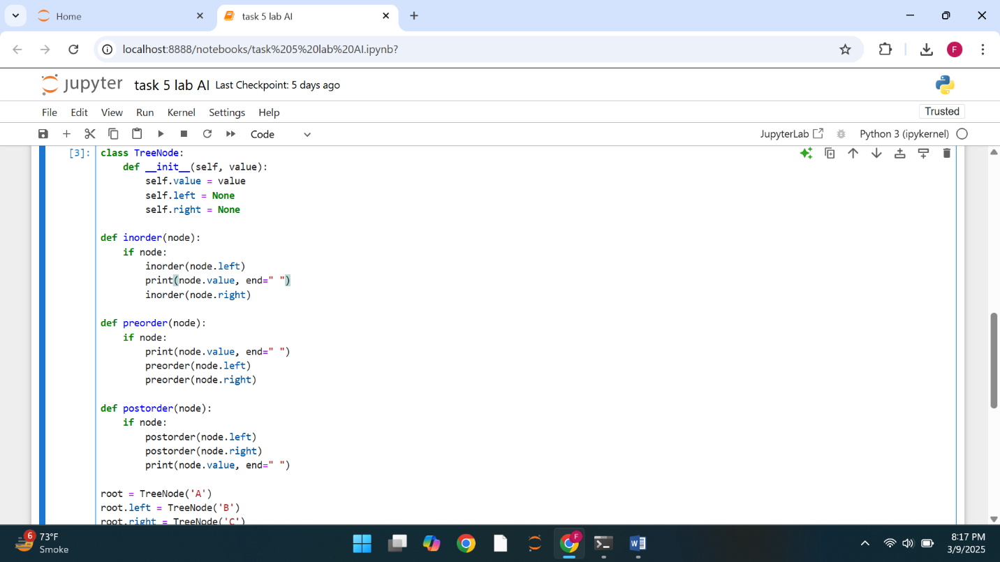 Home
task 5 lab AI
localhost:8888/notebooks/task%205%20lab%20AI.ipynb?
F
jupyter task 5 lab AI Last Checkpoint: 5 days ago
File Edit View Run Kernel Settings Help
Trusted
Code
JupyterLab
Python 3 (ipykernel)
[3]: class TreeNode:
    def __init__(self, value):
        self.value = value
        self.left = None
        self.right = None

def inorder(node):
    if node:
        inorder(node.left)
        print(node.value, end=" ")
        inorder(node.right)

def preorder(node):
    if node:
        print(node.value, end=" ")
        preorder(node.left)
        preorder(node.right)

def postorder(node):
    if node:
        postorder(node.left)
        postorder(node.right)
        print(node.value, end=" ")

root = TreeNode('A')
root.left = TreeNode('B')
root.right = TreeNode('C')
6
73°F
Smoke
F
8:17 PM
3/9/2025